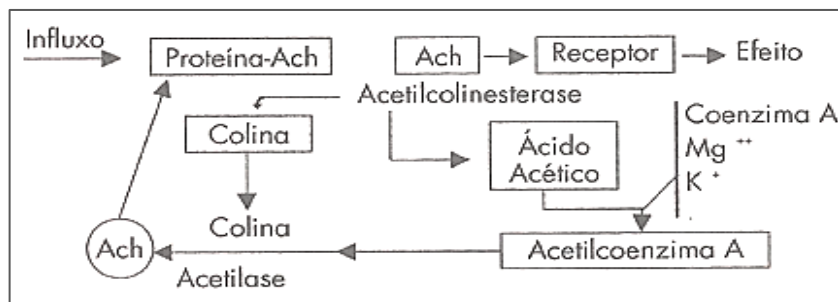 Influxo
Proteína-Ach
Ach
Receptor
Efeito
Acetilcolinesterase
Colina
Ácido
Acético
Coenzima A
Mg ++
K +
Ach
Colina
Acetilase
Acetilcoenzima A